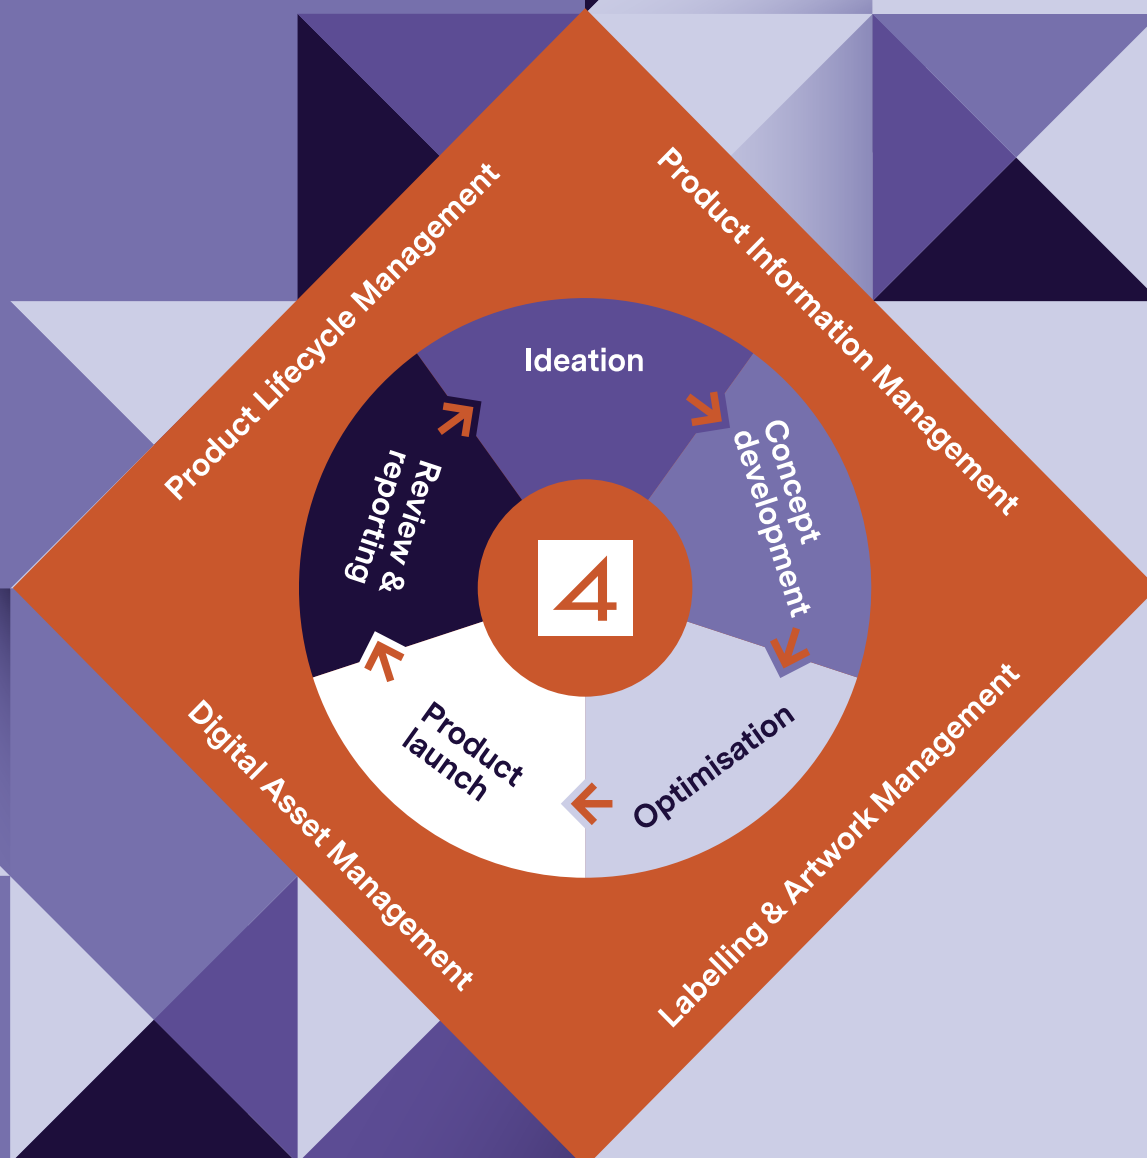 Product Lifecycle Management
Product Information Management
Ideation
Concept
development
Review &
reporting
4
Product
launch
Optimisation
Digital Asset Management
Labelling & Artwork Management